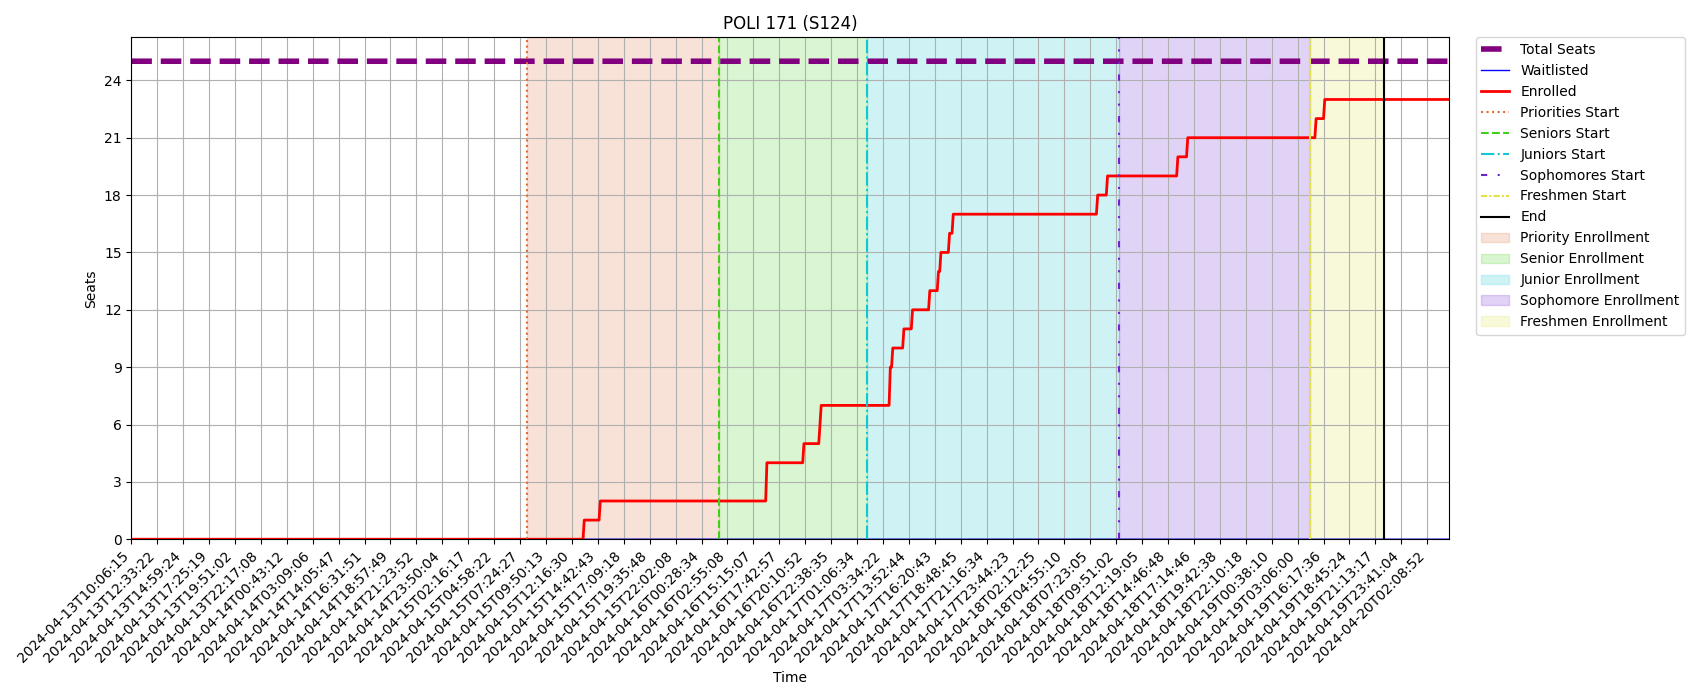 POLI 171 (S124)
Seats
24
21
18
15
12
9
6
3
0
2024-04-13T10:06:15
2024-04-13T12:33:22
2024-04-13T14:59:24
2024-04-13T17:25:19
2024-04-13T19:51:02
2024-04-13T22:17:08
2024-04-14T00:43:12
2024-04-14T03:09:06
2024-04-14T14:05:47
2024-04-14T16:31:51
2024-04-14T18:57:49
2024-04-14T21:23:52
2024-04-14T23:50:04
2024-04-15T02:16:17
2024-04-15T04:58:22
2024-04-15T07:24:27
2024-04-15T09:50:13
2024-04-15T12:16:30
2024-04-15T14:42:43
2024-04-15T17:09:18
2024-04-15T19:35:48
2024-04-15T22:02:08
2024-04-16T00:28:34
2024-04-16T02:55:08
2024-04-16T15:15:07
2024-04-16T17:42:57
2024-04-16T20:10:52
2024-04-16T22:38:35
2024-04-17T01:06:34
2024-04-17T03:34:22
2024-04-17T13:52:44
2024-04-17T16:20:43
2024-04-17T18:48:45
2024-04-17T21:16:34
2024-04-17T23:44:23
2024-04-18T02:12:25
2024-04-18T04:55:10
2024-04-18T07:23:05
2024-04-18T09:51:02
2024-04-18T12:19:05
2024-04-18T14:46:48
2024-04-18T17:14:46
2024-04-18T19:42:38
2024-04-18T22:10:18
2024-04-19T00:38:10
2024-04-19T03:06:00
2024-04-19T16:17:36
2024-04-19T18:45:24
2024-04-19T21:13:17
2024-04-19T23:41:04
2024-04-20T02:08:52
Time
Total Seats
Waitlisted
Enrolled
Priorities Start
Seniors Start
Juniors Start
Sophomores Start
Freshmen Start
End
Priority Enrollment
Senior Enrollment
Junior Enrollment
Sophomore Enrollment
Freshmen Enrollment